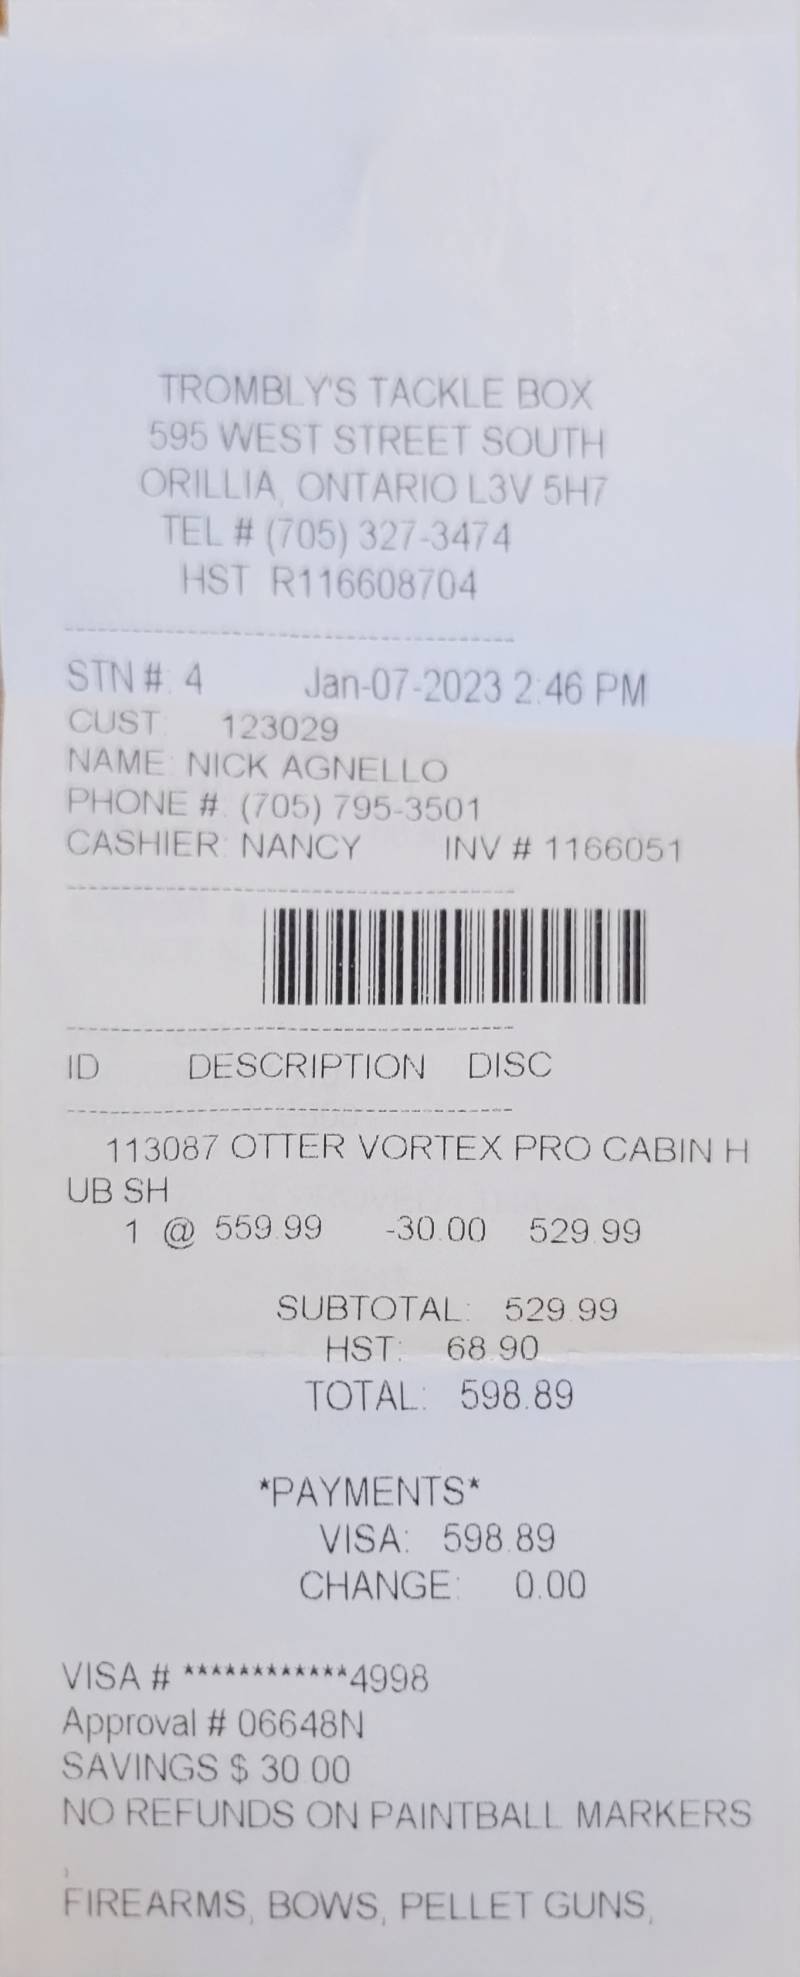 TROMBLY'S TACKLE BOX
595 WEST STREET SOUTH
ORILLIA, ONTARIO L3V 5H7
TEL # (705) 327-3474
HST R116608704
STN #: 4 Jan-07-2023 2:46 PM
CUST: 123029
NAME: NICK AGNELLO
PHONE #: (705) 795-3501
CASHIER: NANCY INV # 1166051
ID DESCRIPTION DISC
113087 OTTER VORTEX PRO CABIN H
UB SH
1 @ 559.99 -30.00 529.99
SUBTOTAL: 529.99
HST: 68.90
TOTAL: 598.89
*PAYMENTS*
VISA: 598.89
CHANGE: 0.00
VISA # ************4998
Approval # 06648N
SAVINGS $ 30.00
NO REFUNDS ON PAINTBALL MARKERS
,
FIREARMS, BOWS, PELLET GUNS,